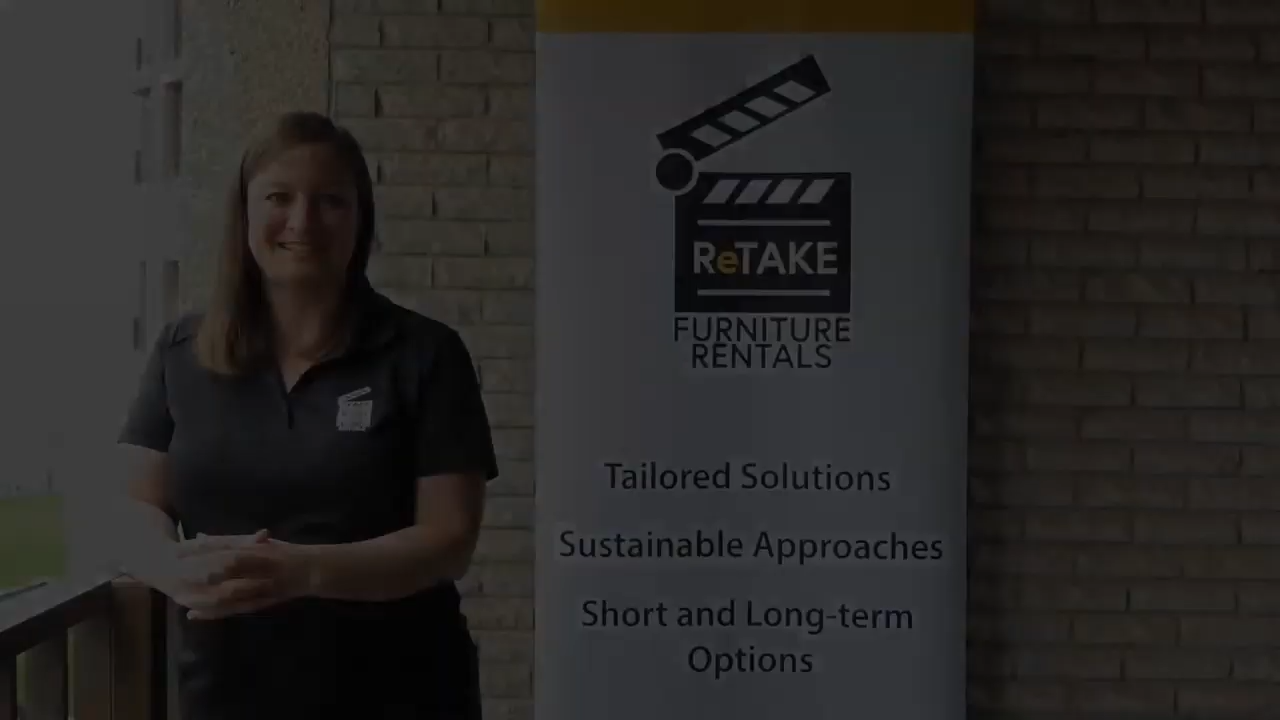 ReTAKE
FURNITURE
RENTALS
Tailored Solutions
Sustainable Approaches
Short and Long-term
Options